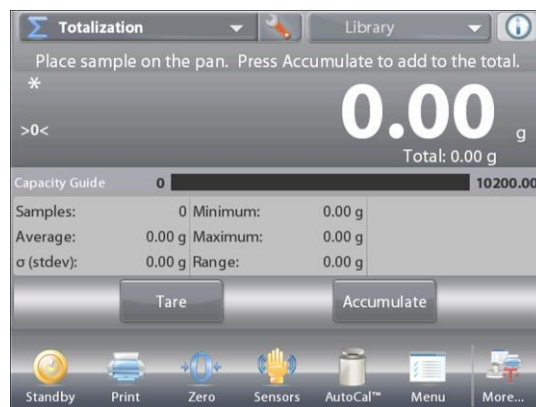 Σ Totalization Library
Place sample on the pan. Press Accumulate to add to the total.
*
0.00 g
>0<
Total: 0.00 g
Capacity Guide 0 10200.00
Samples: 0 Minimum: 0.00 g
Average: 0.00 g Maximum: 0.00 g
σ (stdev): 0.00 g Range: 0.00 g
Tare Accumulate
Standby Print Zero Sensors AutoCal™ Menu More...